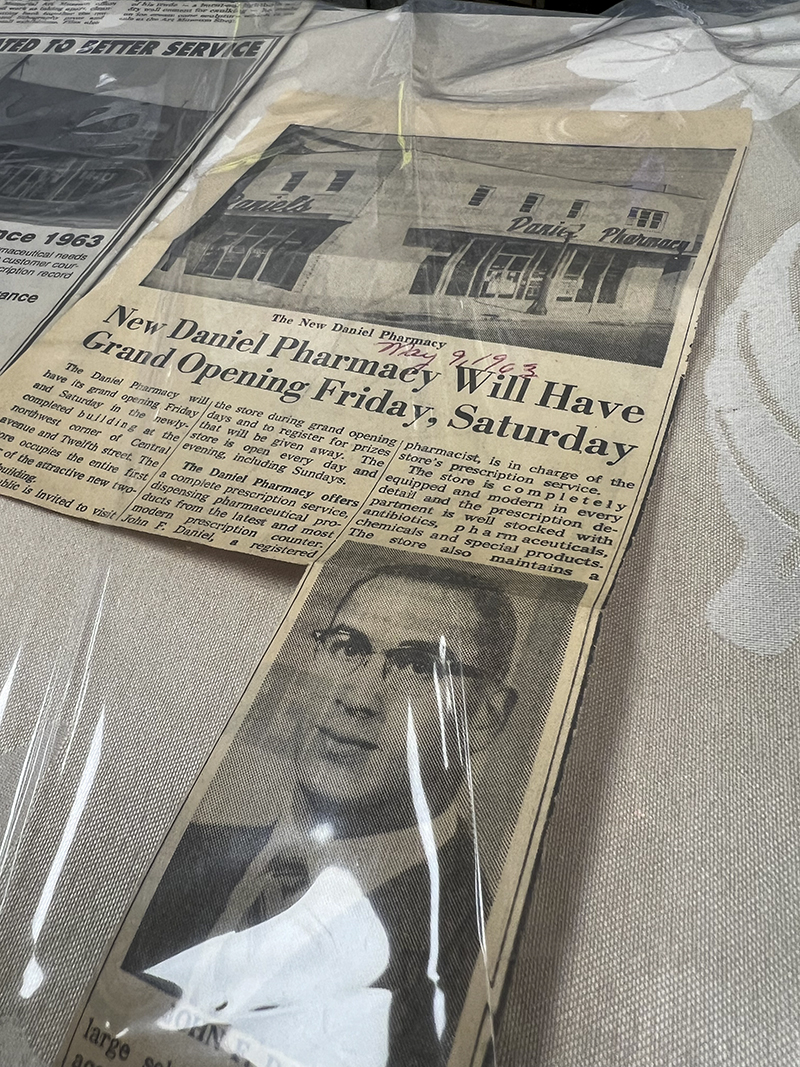 ATED TO BETTER SERVICE
nce 1963
maceutical needs
customer cour-
cription record
ance
Daniel's
Daniel Pharmacy
The New Daniel Pharmacy
May 9, 1963
New Daniel Pharmacy Will Have
Grand Opening Friday, Saturday
The Daniel Pharmacy will
have its grand opening Friday
and Saturday in the newly-
completed building at the
northwest corner of Central
avenue and Twelfth street. The
ore occupies the entire first
r of the attractive new two-
building.
ublic is invited to visit
the store during grand opening
days and to register for prizes
that will be given away. The
store is open every day and
evening, including Sundays.
The Daniel Pharmacy offers
a complete prescription service,
dispensing pharmaceutical pro-
ducts from the latest and most
modern prescription counter.
John F. Daniel, a registered
pharmacist, is in charge of the
store's prescription service.
The store is completely
equipped and modern in every
detail and the prescription de-
partment is well stocked with
antibiotics, pharmaceuticals,
chemicals and special products.
The store also maintains a
JOHN F. D
large